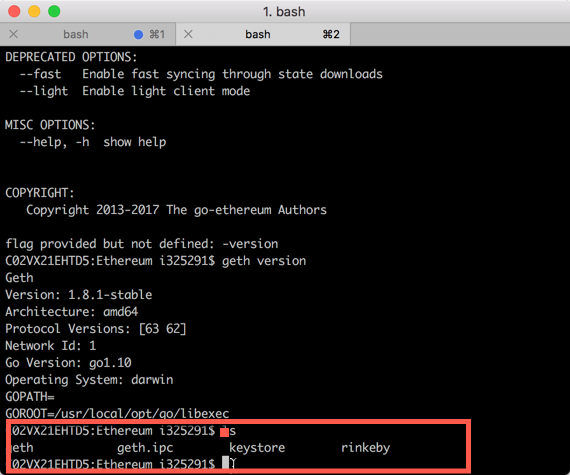 1. bash
bash ⌘1 bash ⌘2
DEPRECATED OPTIONS:
--fast Enable fast syncing through state downloads
--light Enable light client mode
MISC OPTIONS:
--help, -h show help
COPYRIGHT:
Copyright 2013-2017 The go-ethereum Authors
flag provided but not defined: -version
C02VX21EHTD5:Ethereum i325291$ geth version
Geth
Version: 1.8.1-stable
Architecture: amd64
Protocol Versions: [63 62]
Network Id: 1
Go Version: go1.10
Operating System: darwin
GOPATH=
GOROOT=/usr/local/opt/go/libexec
C02VX21EHTD5:Ethereum i325291$ ls
geth geth.ipc keystore rinkeby
C02VX21EHTD5:Ethereum i325291$